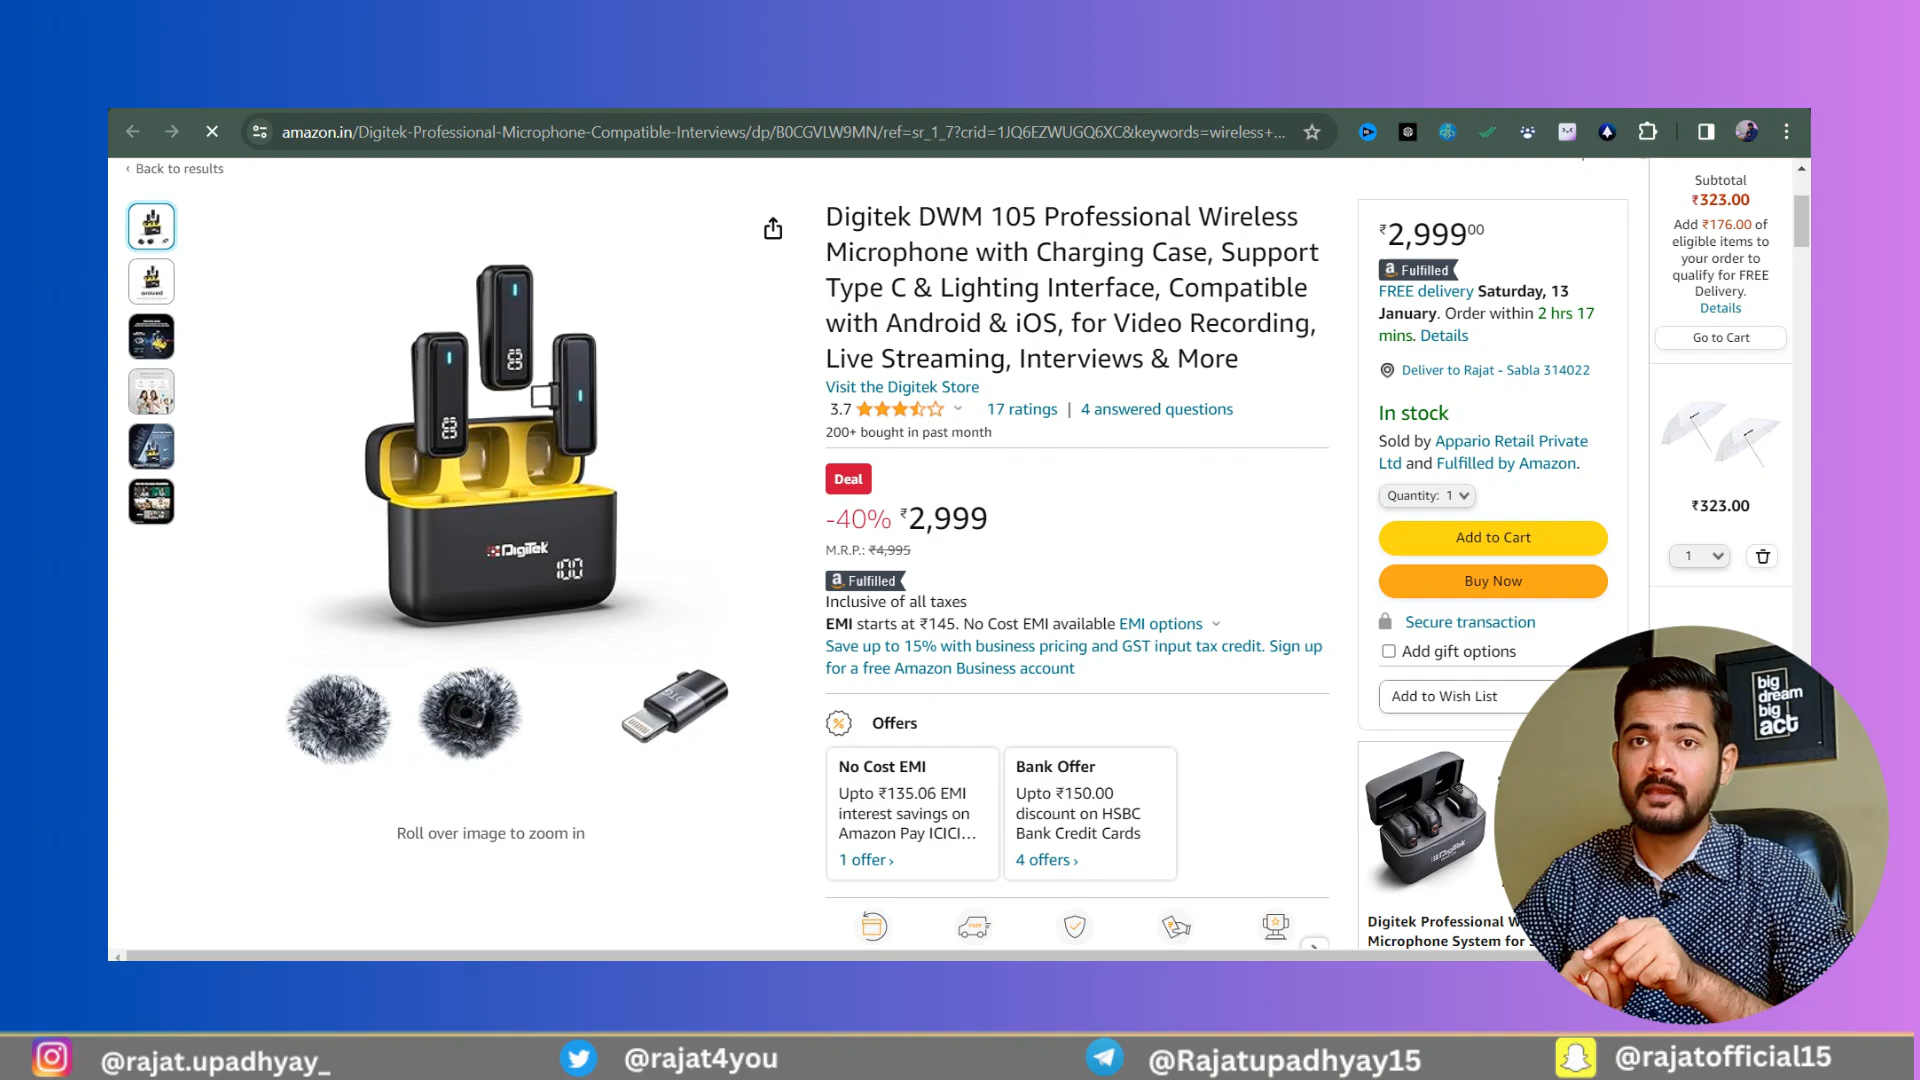 amazon.in/Digitek-Professional-Microphone-Compatible-Interviews/dp/B0CGVLW9MN/ref=sr_1_7?crid=1JQ6EZWUGQ6XC&keywords=wireless+...
‹ Back to results
Digitek DWM 105 Professional Wireless
Microphone with Charging Case, Support
Type C & Lighting Interface, Compatible
with Android & iOS, for Video Recording,
Live Streaming, Interviews & More
Visit the Digitek Store
3.7
17 ratings | 4 answered questions
200+ bought in past month
Deal
-40% ₹2,999
M.R.P.: ₹4,995
a Fulfilled
Inclusive of all taxes
EMI starts at ₹145. No Cost EMI available EMI options
Save up to 15% with business pricing and GST input tax credit. Sign up
for a free Amazon Business account
Offers
No Cost EMI
Upto ₹135.06 EMI
interest savings on
Amazon Pay ICICI…
1 offer ›
Bank Offer
Upto ₹150.00
discount on HSBC
Bank Credit Cards
4 offers ›
DigiTek
100
DTG
Roll over image to zoom in
₹2,999.00
a Fulfilled
FREE delivery Saturday, 13
January. Order within 2 hrs 17
mins. Details
Deliver to Rajat - Sabla 314022
In stock
Sold by Appario Retail Private
Ltd and Fulfilled by Amazon.
Quantity: 1
Add to Cart
Buy Now
Secure transaction
Add gift options
Add to Wish List
DigiTek
Digitek Professional W
Microphone System for
Subtotal
₹323.00
Add ₹176.00 of
eligible items to
your order to
qualify for FREE
Delivery.
Details
Go to Cart
₹323.00
1
big
dream
big
act
@rajat.upadhyay_
@rajat4you
@Rajatupadhyay15
@rajatofficial15